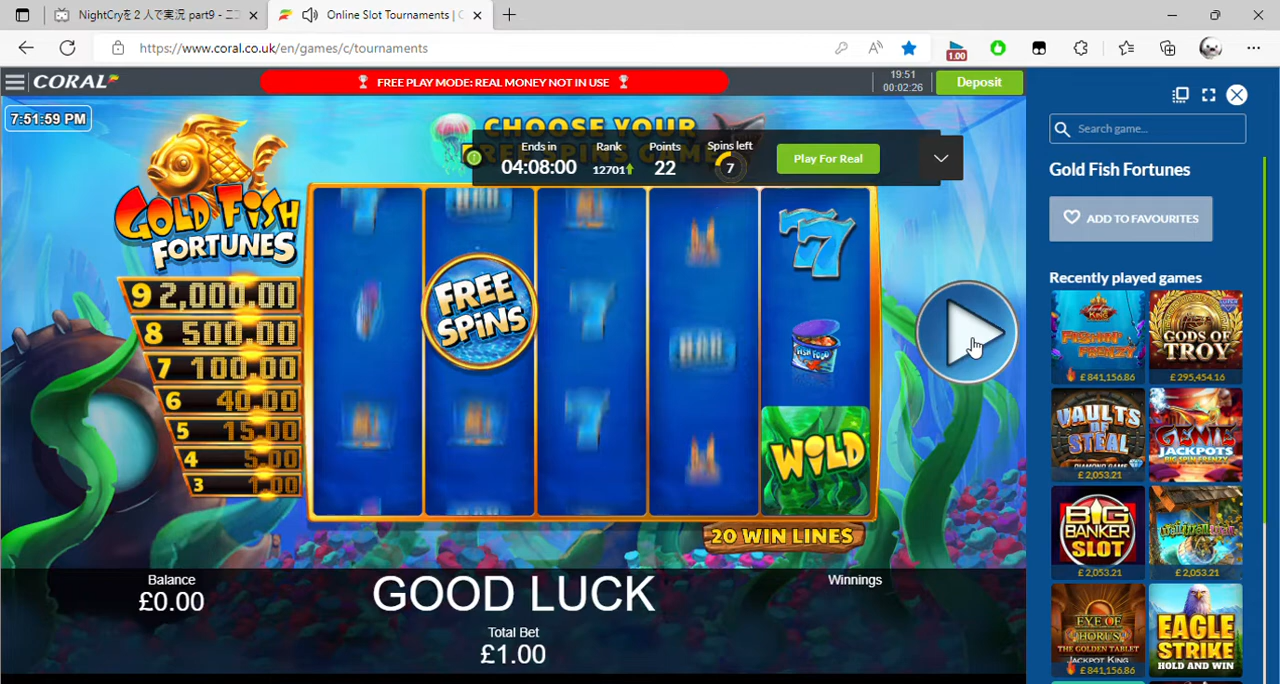 NightCryを２人で実況 part9 - ニコ
Online Slot Tournaments | C
https://www.coral.co.uk/en/games/c/tournaments
1.00
CORAL
FREE PLAY MODE: REAL MONEY NOT IN USE
19:51
00:02:26
Deposit
7:51:59 PM
CHOOSE YOUR
FREE SPINS GAME
Ends in
04:08:00
Rank
12701
Points
22
Spins left
7
Play For Real
GOLD FISH
FORTUNES
9 2,000.00
8 500.00
7 100.00
6 40.00
5 15.00
4 5.00
3 1.00
FREE
SPINS
777
FISH FOOD
WILD
20 WIN LINES
Balance
£0.00
GOOD LUCK
Total Bet
£1.00
Winnings
Search game...
Gold Fish Fortunes
ADD TO FAVOURITES
Recently played games
FISHIN' FRENZY
£ 841,156.86
GODS OF
TROY
£ 295,454.16
VAULTS OF
STEAL
DIAMOND GAME
£ 2,053.21
GENIE
JACKPOTS
BIG SPIN FRENZY
BIG
BANKER
SLOT
£ 2,053.21
£ 2,053.21
EYE OF
HORUS
THE GOLDEN TABLET
JACKPOT KING
£ 841,156.86
EAGLE
STRIKE
HOLD AND WIN